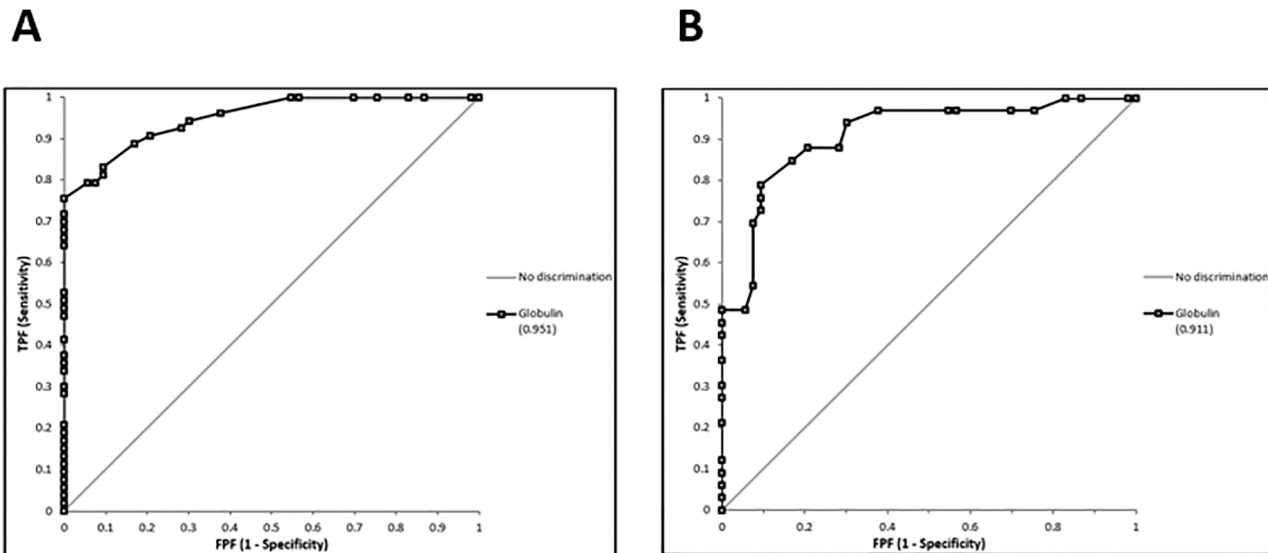 A
B
1
0.9
0.8
0.7
0.6
0.5
0.4
0.3
0.2
0.1
0
TPF (Sensitivity)
0 0.1 0.2 0.3 0.4 0.5 0.6 0.7 0.8 0.9 1
FPF (1 - Specificity)
No discrimination
Globulin
(0.951)
1
0.9
0.8
0.7
0.6
0.5
0.4
0.3
0.2
0.1
0
TPF (Sensitivity)
0 0.2 0.4 0.6 0.8 1
FPF (1 - Specificity)
No discrimination
Globulin
(0.911)